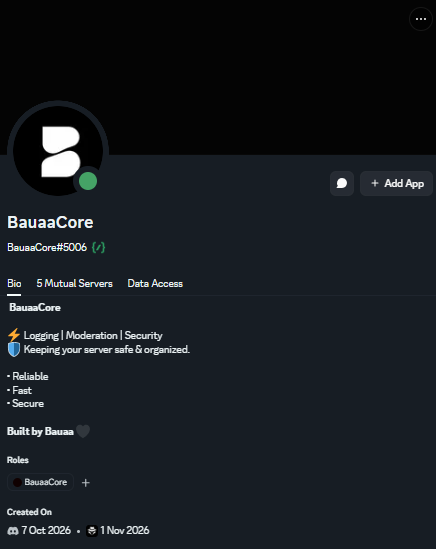 + Add App
BauaaCore
BauaaCore#5006 {/}
Bio 5 Mutual Servers Data Access
BauaaCore
⚡ Logging | Moderation | Security
🛡️ Keeping your server safe & organized.
• Reliable
• Fast
• Secure
Built by Bauaa 🖤
Roles
BauaaCore +
Created On
7 Oct 2026 • 1 Nov 2026